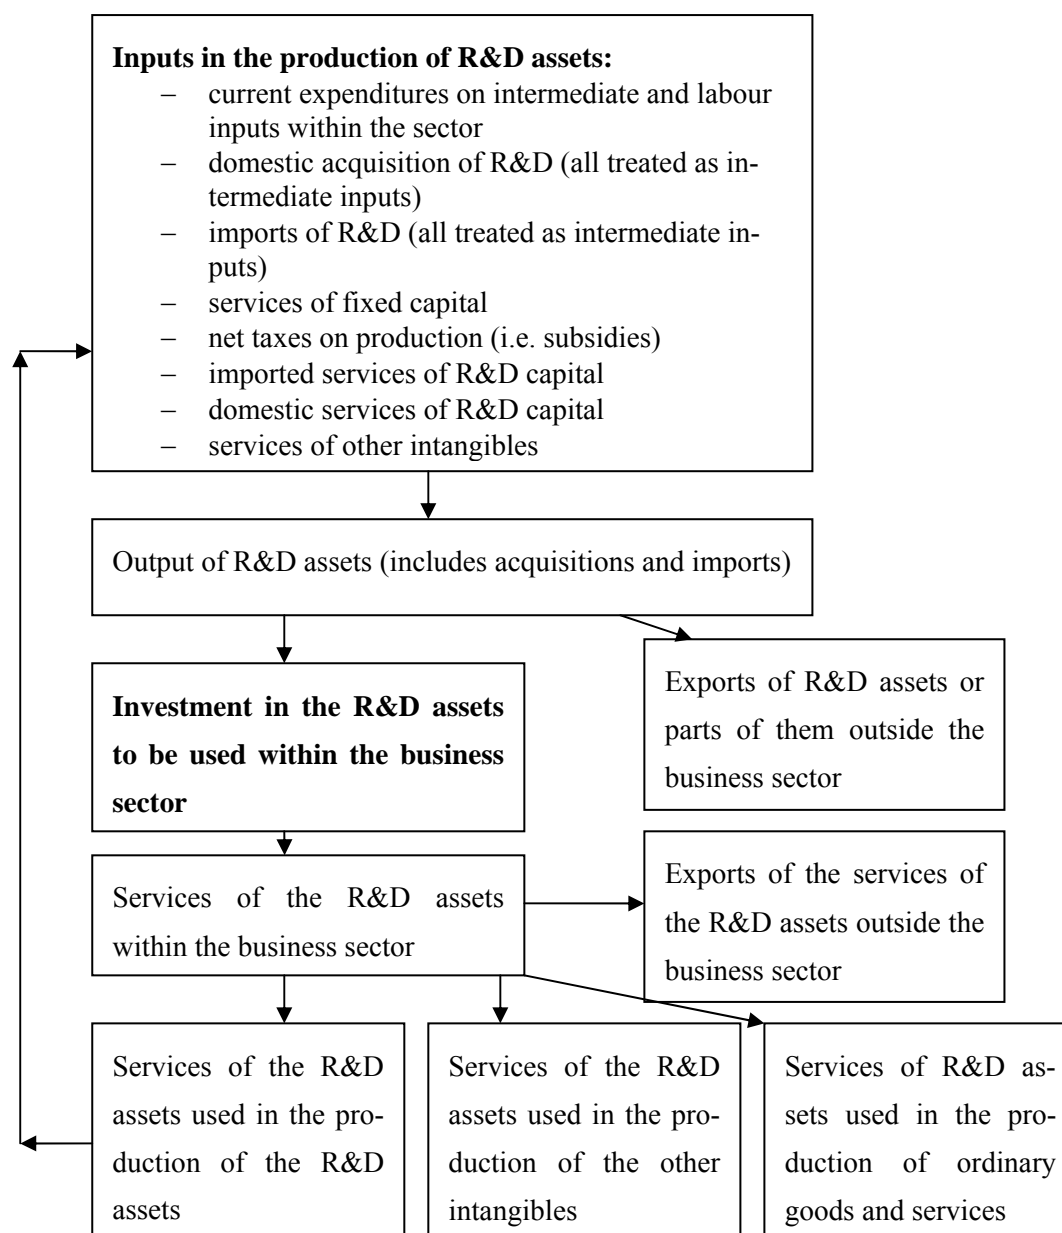 Inputs in the production of R&D assets:
– current expenditures on intermediate and labour
inputs within the sector
– domestic acquisition of R&D (all treated as in-
termediate inputs)
– imports of R&D (all treated as intermediate in-
puts)
– services of fixed capital
– net taxes on production (i.e. subsidies)
– imported services of R&D capital
– domestic services of R&D capital
– services of other intangibles
Output of R&D assets (includes acquisitions and imports)
Investment in the R&D assets
to be used within the business
sector
Exports of R&D assets or
parts of them outside the
business sector
Services of the R&D assets
within the business sector
Exports of the services of
the R&D assets outside the
business sector
Services of the R&D
assets used in the pro-
duction of the R&D
assets
Services of the R&D
assets used in the pro-
duction of the other
intangibles
Services of R&D as-
sets used in the pro-
duction of ordinary
goods and services